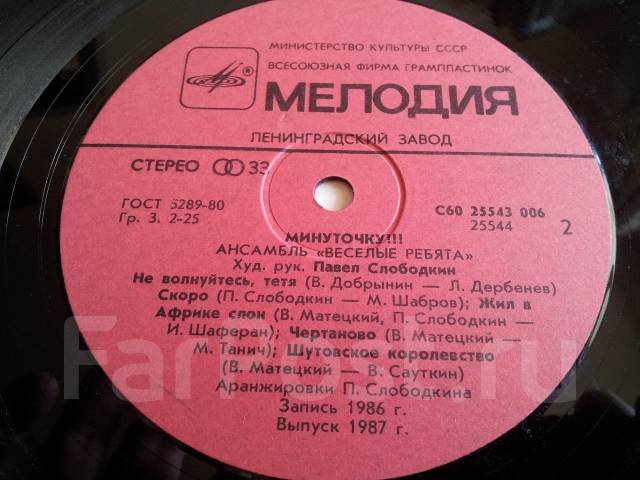 МИНИСТЕРСТВО КУЛЬТУРЫ СССР
ВСЕСОЮЗНАЯ ФИРМА ГРАМПЛАСТИНОК
®
МЕЛОДИЯ
ЛЕНИНГРАДСКИЙ ЗАВОД
СТЕРЕО 33
ГОСТ 5289-80
Гр. 3. 2-25
С60 25543 006
25544
2
МИНУТОЧКУ!!!
АНСАМБЛЬ «ВЕСЕЛЫЕ РЕБЯТА»
Худ. рук. Павел Слободкин
Не волнуйтесь, тетя (В. Добрынин — Л. Дербенев)
Скоро (П. Слободкин — М. Шабров); Жил в
Африке слон (В. Матецкий, П. Слободкин —
И. Шаферан); Чертаново (В. Матецкий —
М. Танич); Шутовское королевство
(В. Матецкий — В. Сауткин)
Аранжировки П. Слободкина
Запись 1986 г.
Выпуск 1987 г.
FarPost.ru